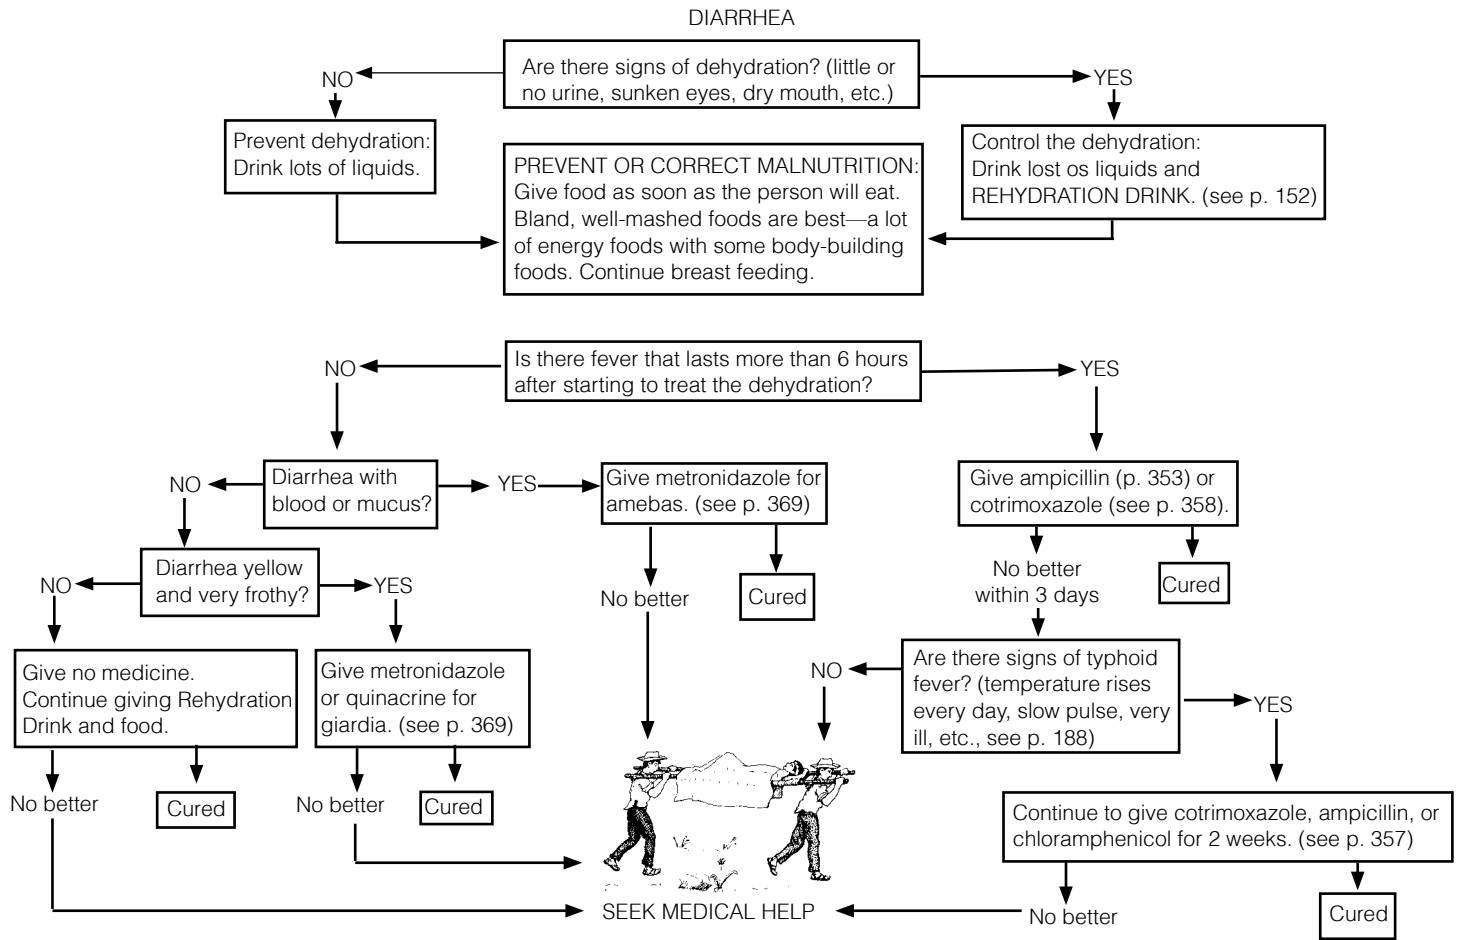 DIARRHEA
Are there signs of dehydration? (little or
no urine, sunken eyes, dry mouth, etc.)
NO
YES
Prevent dehydration:
Drink lots of liquids.
Control the dehydration:
Drink lost os liquids and
REHYDRATION DRINK. (see p. 152)
PREVENT OR CORRECT MALNUTRITION:
Give food as soon as the person will eat.
Bland, well-mashed foods are best—a lot
of energy foods with some body-building
foods. Continue breast feeding.
Is there fever that lasts more than 6 hours
after starting to treat the dehydration?
NO
YES
Diarrhea with
blood or mucus?
NO
YES
Give metronidazole for
amebas. (see p. 369)
Give ampicillin (p. 353) or
cotrimoxazole (see p. 358).
Diarrhea yellow
and very frothy?
NO
YES
No better
Cured
No better
within 3 days
Cured
Give no medicine.
Continue giving Rehydration
Drink and food.
Give metronidazole
or quinacrine for
giardia. (see p. 369)
Are there signs of typhoid
fever? (temperature rises
every day, slow pulse, very
ill, etc., see p. 188)
NO
YES
No better
Cured
No better
Cured
Continue to give cotrimoxazole, ampicillin, or
chloramphenicol for 2 weeks. (see p. 357)
SEEK MEDICAL HELP
No better
Cured